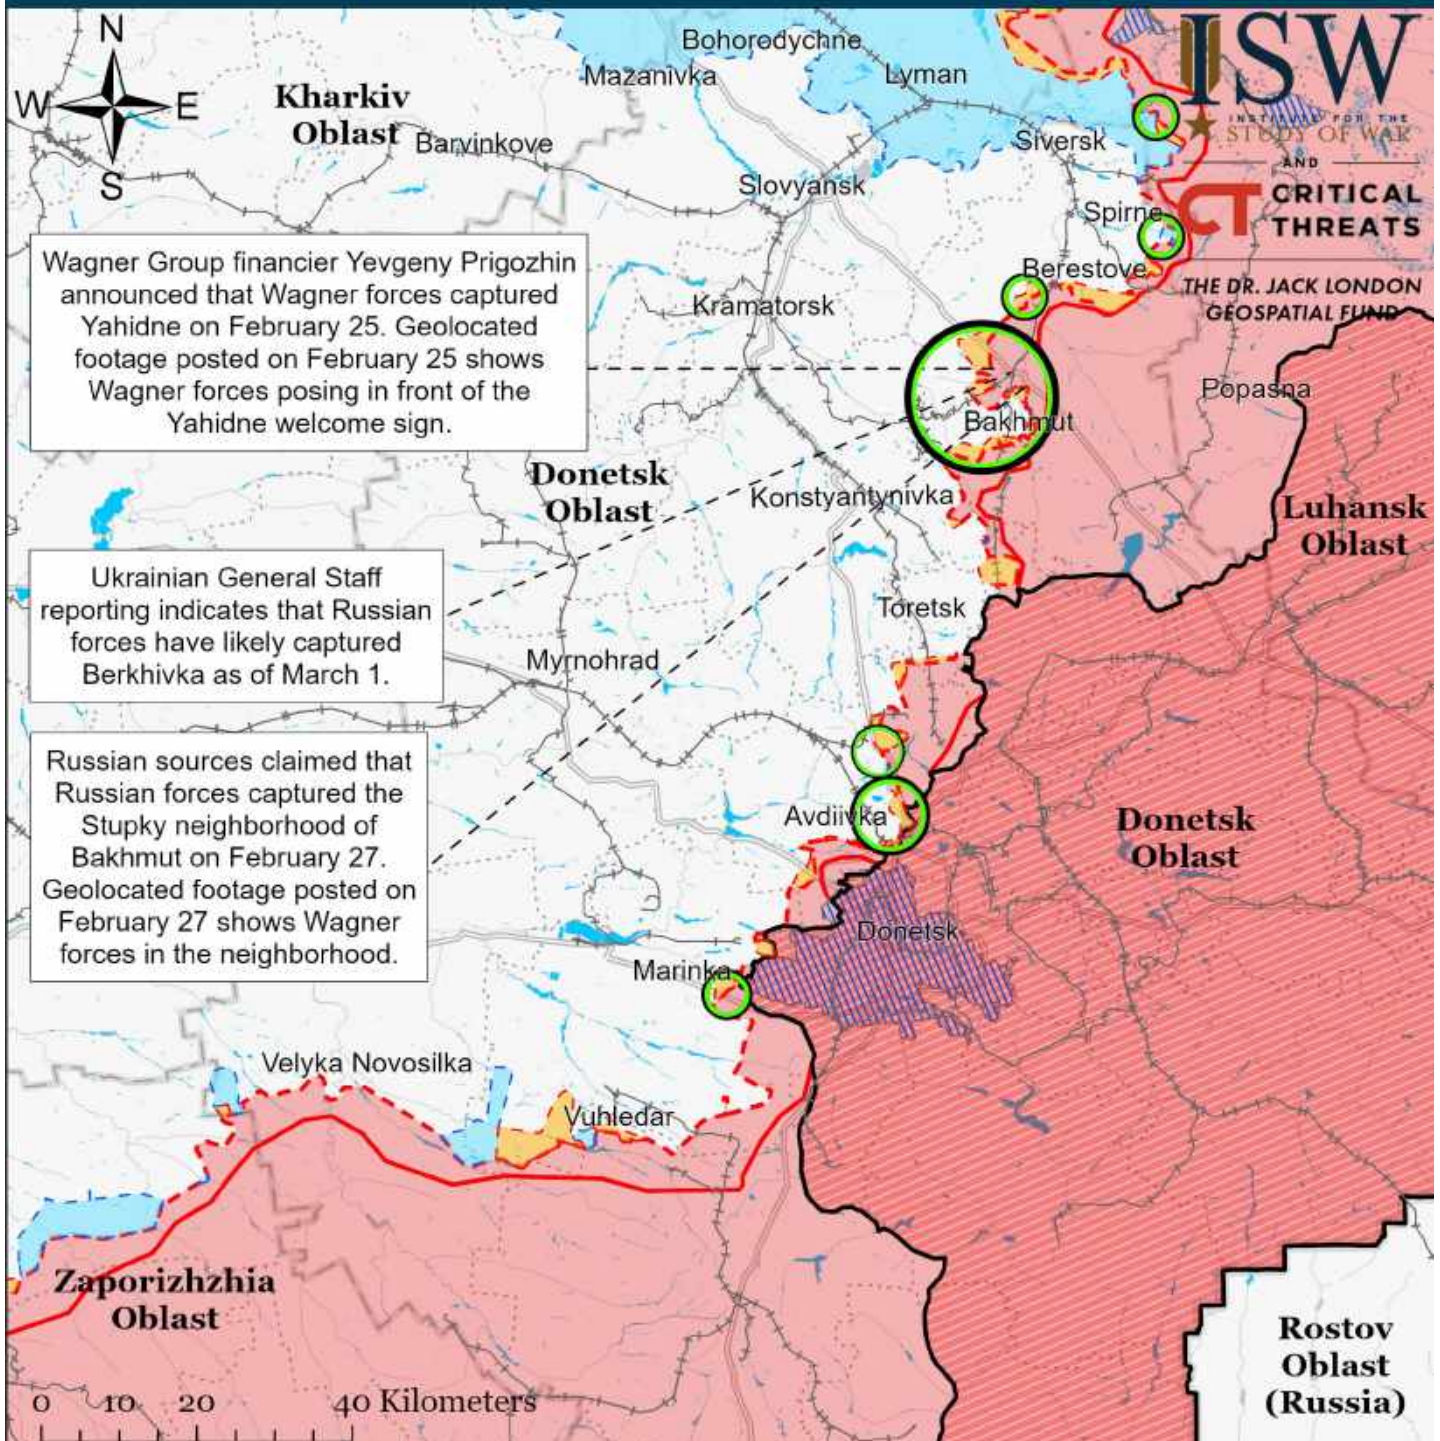 N
W
E
S
Kharkiv
Oblast
Bohorodychne
Mazanivka
Lyman
Barvinkove
Siversk
Slovyansk
Spirne
Berestove
Kramatorsk
ISW
INSTITUTE FOR THE
STUDY OF WAR
AND
CT CRITICAL
THREATS
THE DR. JACK LONDON
GEOSPATIAL FUND
Wagner Group financier Yevgeny Prigozhin
announced that Wagner forces captured
Yahidne on February 25. Geolocated
footage posted on February 25 shows
Wagner forces posing in front of the
Yahidne welcome sign.
Popasna
Bakhmut
Donetsk
Oblast
Konstyantynivka
Luhansk
Oblast
Ukrainian General Staff
reporting indicates that Russian
forces have likely captured
Berkhivka as of March 1.
Toretsk
Myrnohrad
Russian sources claimed that
Russian forces captured the
Stupky neighborhood of
Bakhmut on February 27.
Geolocated footage posted on
February 27 shows Wagner
forces in the neighborhood.
Avdiivka
Donetsk
Oblast
Donetsk
Marinka
Velyka Novosilka
Vuhledar
Zaporizhzhia
Oblast
Rostov
Oblast
(Russia)
0 10 20 40 Kilometers